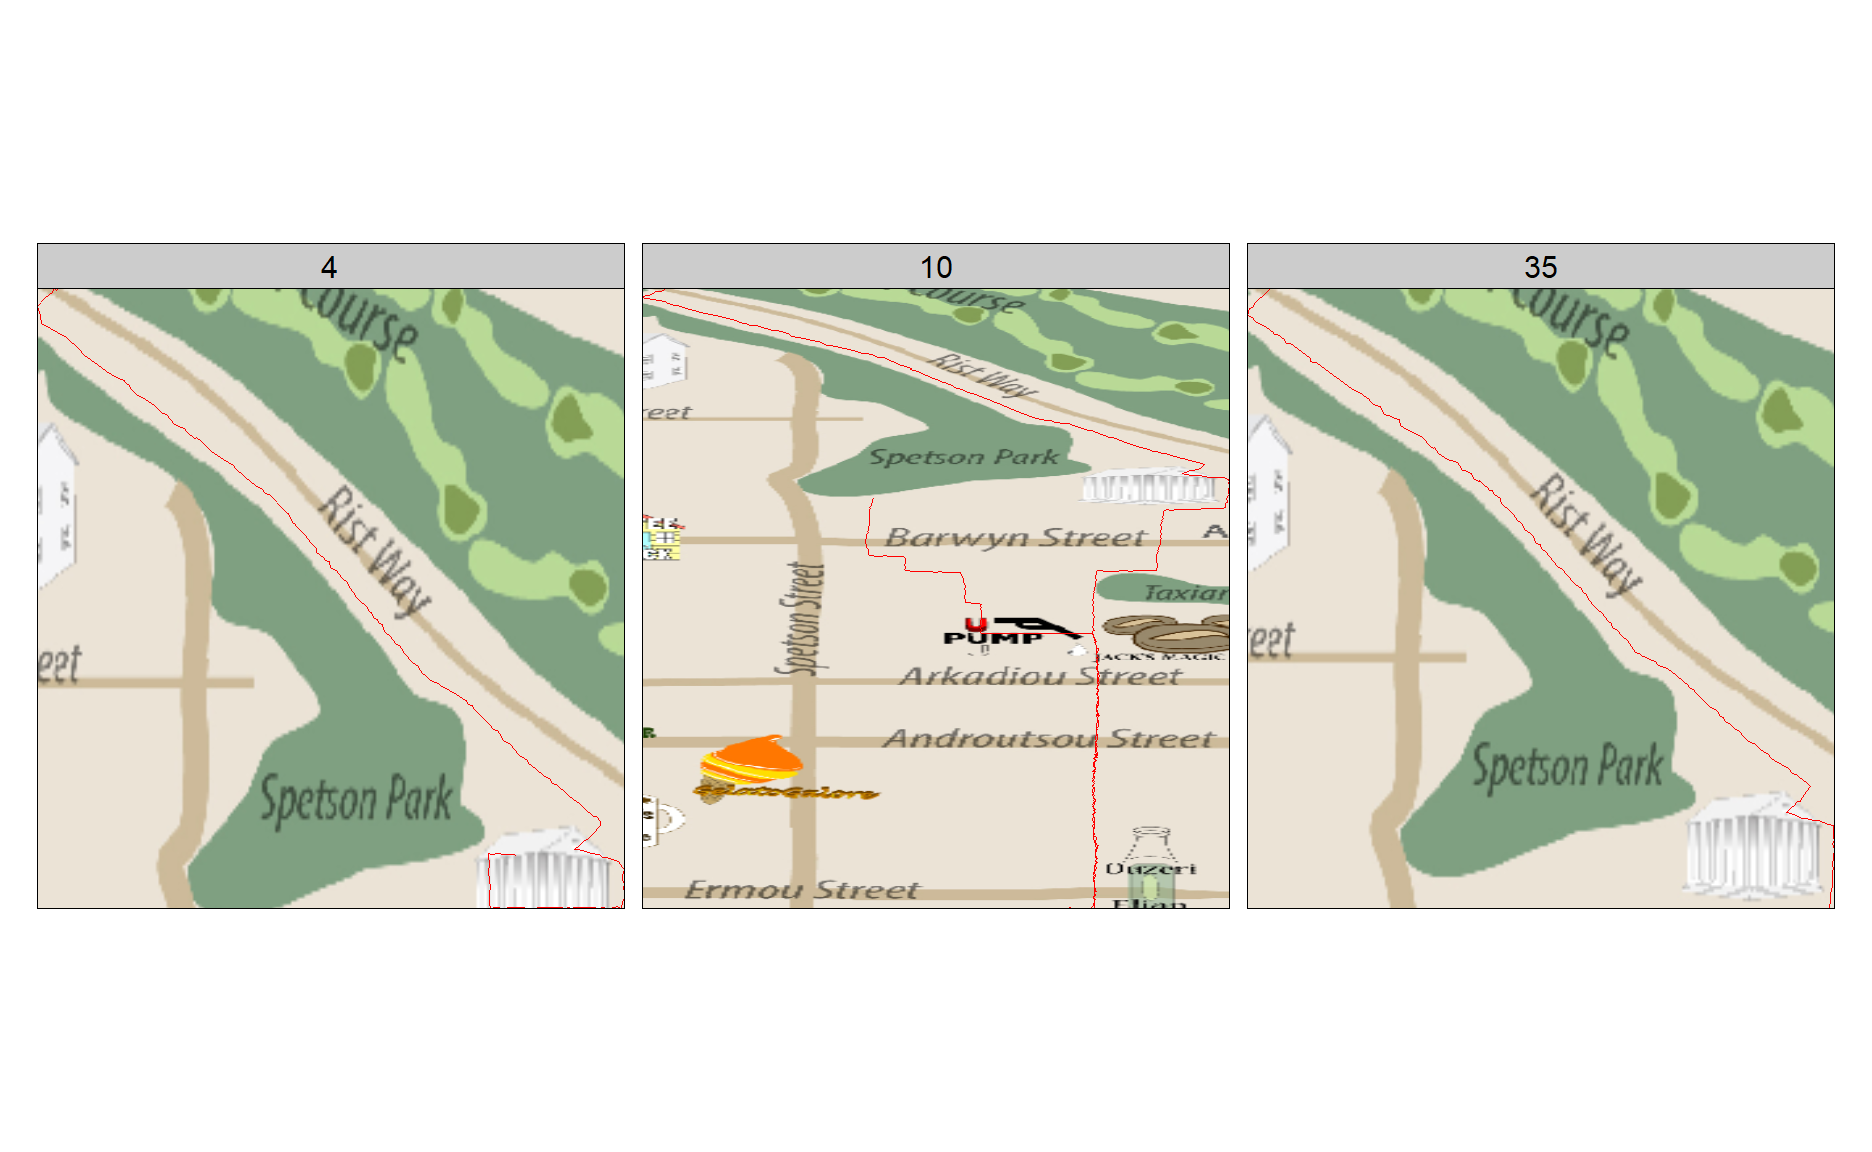 4
Course
Rist Way
eet
Spetson Park
10
Course
Rist Way
reet
Spetson Park
Barwyn Street
A
Taxiar
Spetson Street
U
PUMP
JACK'S MAGIC
Arkadiou Street
Androutsou Street
GelatoGalore
Ouzeri
Elian
Ermou Street
35
Course
Rist Way
eet
Spetson Park